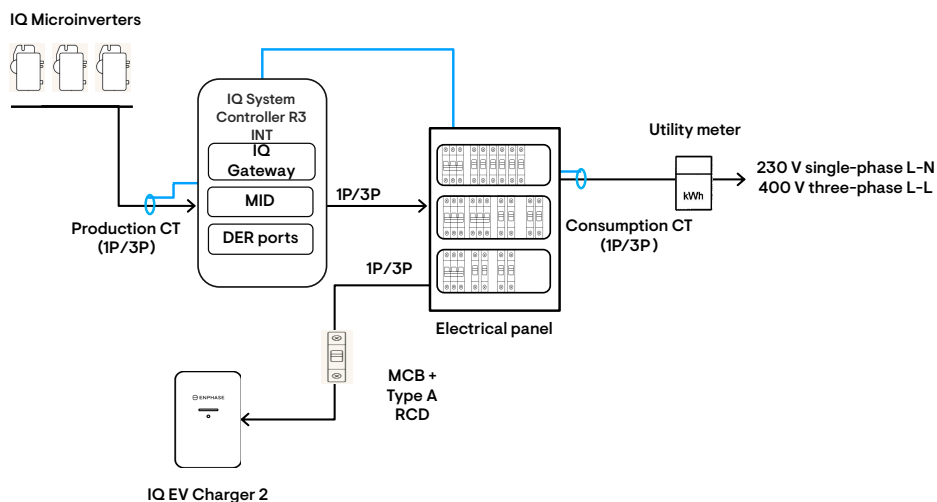 IQ Microinverters
IQ System
Controller R3
INT
IQ
Gateway
MID
DER ports
Production CT
(1P/3P)
1P/3P
1P/3P
Electrical panel
Consumption CT
(1P/3P)
Utility meter
kWh
230 V single-phase L-N
400 V three-phase L-L
MCB +
Type A
RCD
ENPHASE
IQ EV Charger 2